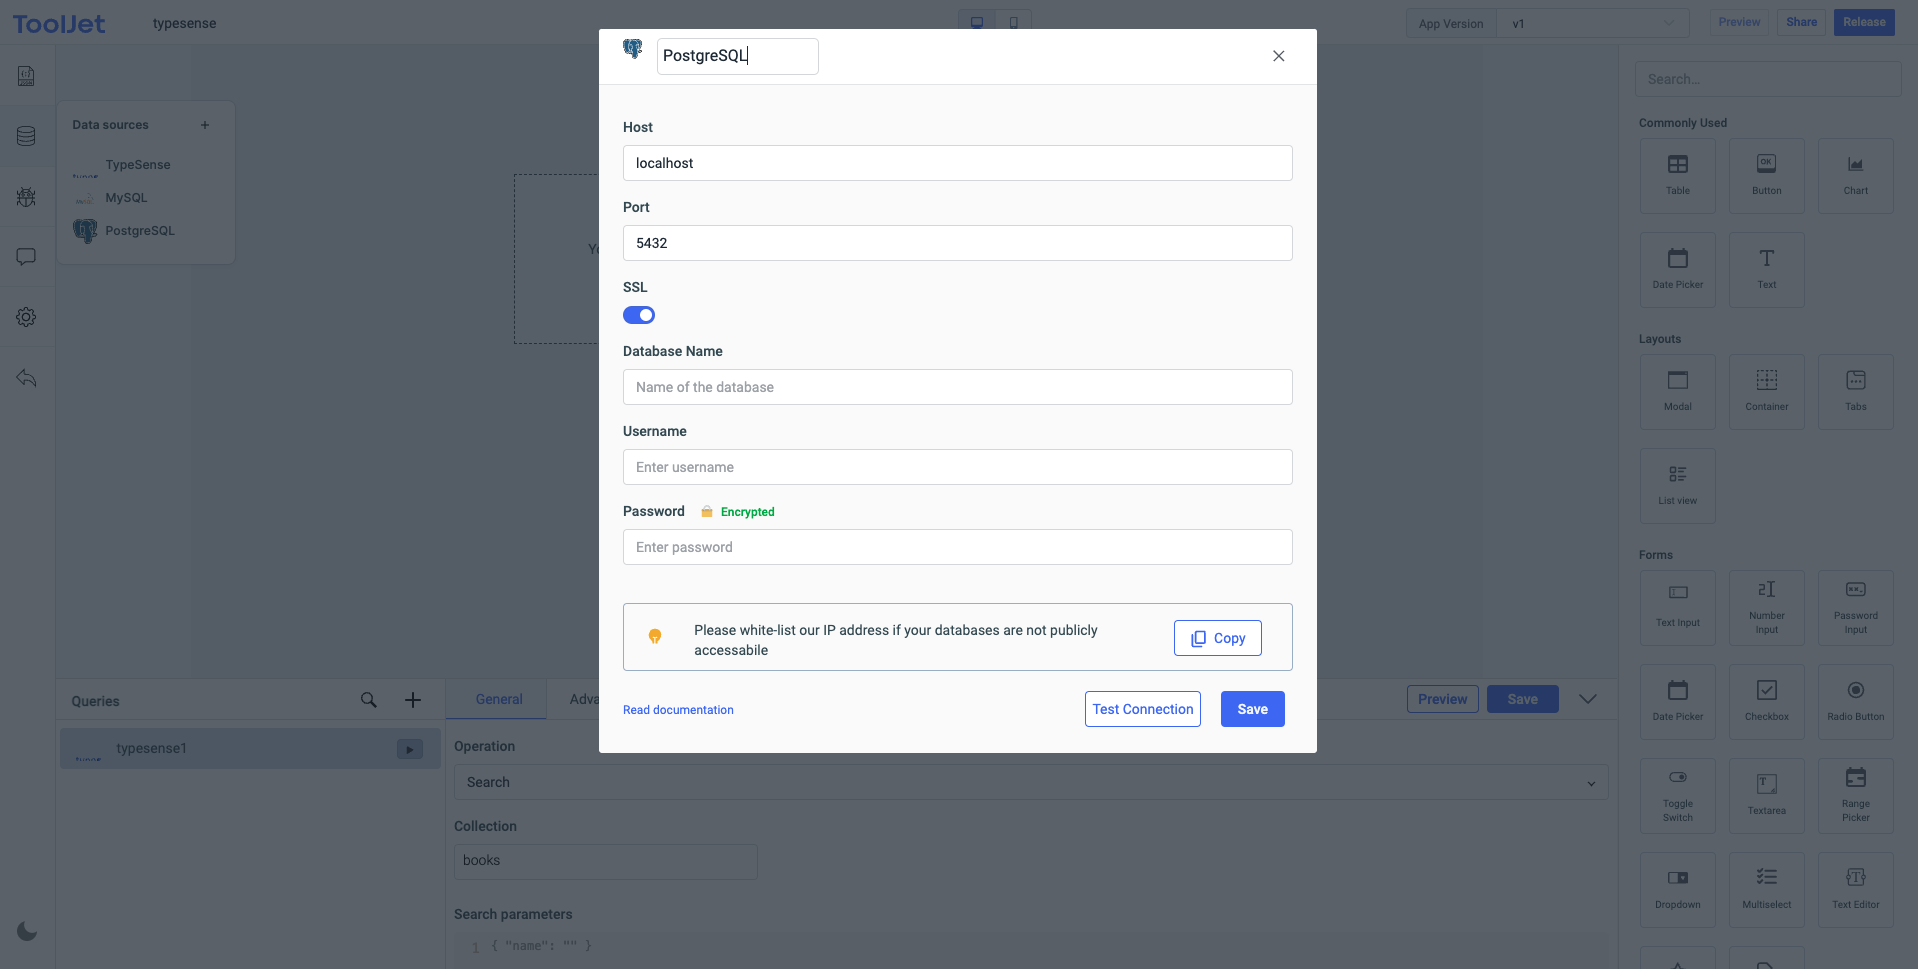 ToolJet
typesense
App Version
v1
Preview
Share
Release
PostgreSQL
Data sources
+
TypeSense
MySQL
PostgreSQL
Host
localhost
Port
5432
SSL
Database Name
Name of the database
Username
Enter username
Password
Encrypted
Enter password
Please white-list our IP address if your databases are not publicly
accessabile
Copy
Read documentation
Test Connection
Save
Search...
Commonly Used
Table
Button
Chart
Date Picker
Text
Layouts
Modal
Container
Tabs
List view
Forms
Text Input
Number
Input
Password
Input
Date Picker
Checkbox
Radio Button
Toggle
Switch
Textarea
Range
Picker
Dropdown
Multiselect
Text Editor
Queries
typesense1
General
Preview
Save
Operation
Search
Collection
books
Search parameters
1 { "name": "" }